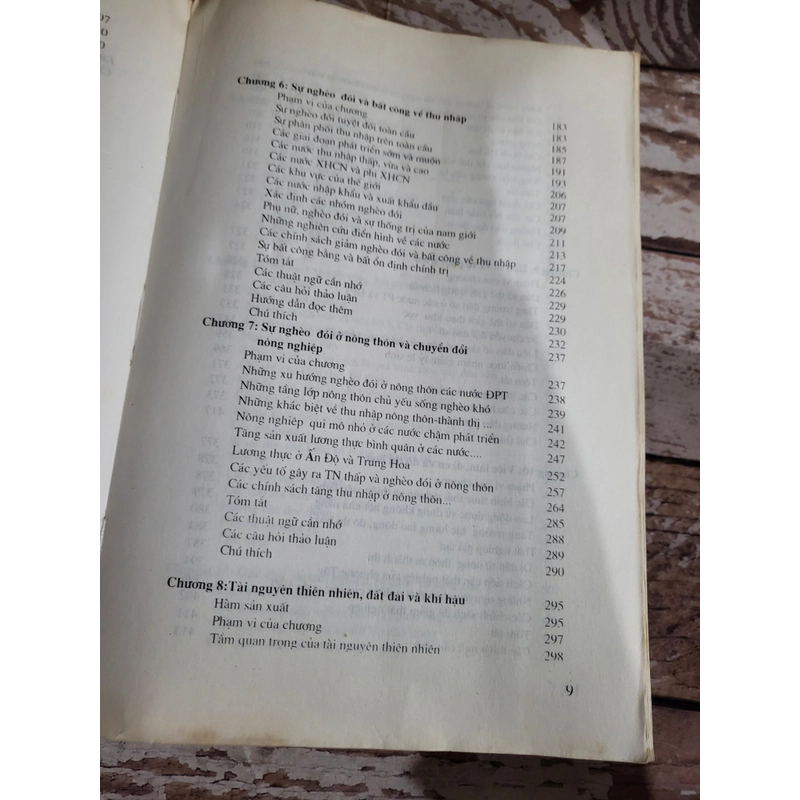 Chương 6: Sự nghèo đói và bất công về thu nhập 183
Phạm vi của chương 183
Sự nghèo đói tuyệt đối toàn cầu 185
Sự phân phối thu nhập trên toàn cầu 187
Các giai đoạn phát triển sớm và muộn 191
Các nước thu nhập thấp, vừa và cao 193
Các nước XHCN và phi XHCN 206
Các khu vực của thế giới 207
Các nước nhập khẩu và xuất khẩu dầu 207
Xác định các nhóm nghèo đói 209
Phụ nữ, nghèo đói và sự thống trị của nam giới 211
Những nghiên cứu điển hình về các nước 213
Các chính sách giảm nghèo đói và bất công về thu nhập 217
Sự bất công bằng và bất ổn định chính trị 224
Tóm tắt 226
Các thuật ngữ cần nhớ 229
Các câu hỏi thảo luận 229
Hướng dẫn đọc thêm 230
Chú thích 232
Chương 7: Sự nghèo đói ở nông thôn và chuyển đổi
nông nghiệp 237
Phạm vi của chương 237
Những xu hướng nghèo đói ở nông thôn các nước ĐPT 238
Những tầng lớp nông thôn chủ yếu sống nghèo khó 239
Những khác biệt về thu nhập nông thôn-thành thị ... 241
Nông nghiệp qui mô nhỏ ở các nước chậm phát triển 242
Tăng sản xuất lương thực bình quân ở các nước.... 247
Lương thực ở Ấn Độ và Trung Hoa 252
Các yếu tố gây ra TN thấp và nghèo đói ở nông thôn 257
Các chính sách tăng thu nhập ở nông thôn... 264
Tóm tắt 285
Các thuật ngữ cần nhớ 288
Các câu hỏi thảo luận 289
Chú thích 290
Chương 8:Tài nguyên thiên nhiên, đất đai và khí hậu 295
Hàm sản xuất 295
Phạm vi của chương 297
Tầm quan trọng của tài nguyên thiên nhiên 298
9